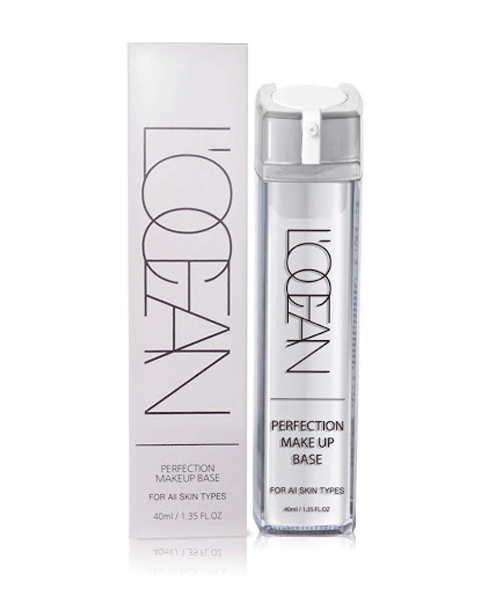 L'OCEAN
PERFECTION
MAKEUP BASE
FOR All SKIN TYPES
40ml / 1.35 FL.OZ
L'OCEAN
PERFECTION
MAKE UP
BASE
FOR All SKIN TYPES
40ml / 1.35 FL.OZ